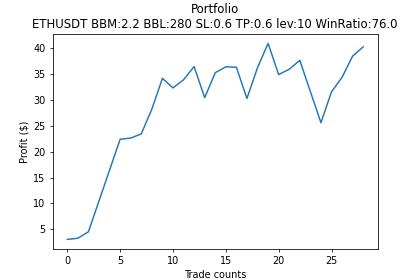 Portfolio
ETHUSDT BBM:2.2 BBL:280 SL:0.6 TP:0.6 lev:10 WinRatio:76.0
40
35
30
25
20
15
10
5
Profit ($)
0 5 10 15 20 25
Trade counts